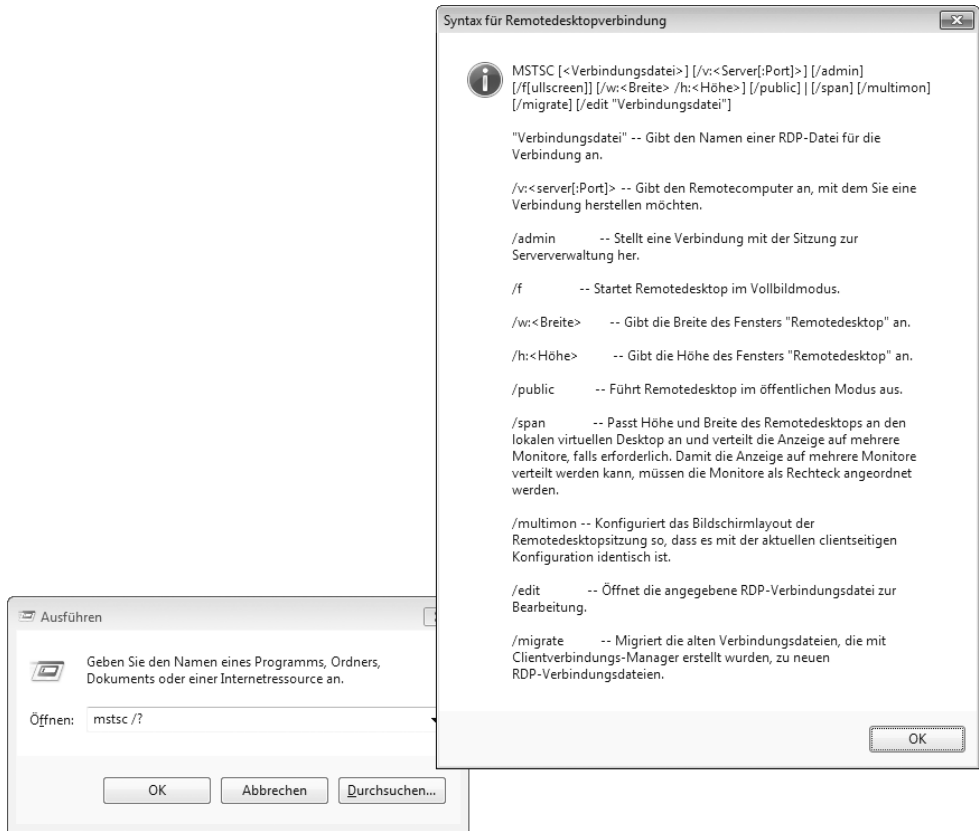 Syntax für Remotedesktopverbindung
MSTSC [<Verbindungsdatei>] [/v:<Server[:Port]>] [/admin]
[/f[ullscreen]] [/w:<Breite> /h:<Höhe>] [/public] | [/span] [/multimon]
[/migrate] [/edit "Verbindungsdatei"]
"Verbindungsdatei" -- Gibt den Namen einer RDP-Datei für die
Verbindung an.
/v:<server[:Port]> -- Gibt den Remotecomputer an, mit dem Sie eine
Verbindung herstellen möchten.
/admin -- Stellt eine Verbindung mit der Sitzung zur
Serververwaltung her.
/f -- Startet Remotedesktop im Vollbildmodus.
/w:<Breite> -- Gibt die Breite des Fensters "Remotedesktop" an.
/h:<Höhe> -- Gibt die Höhe des Fensters "Remotedesktop" an.
/public -- Führt Remotedesktop im öffentlichen Modus aus.
/span -- Passt Höhe und Breite des Remotedesktops an den
lokalen virtuellen Desktop an und verteilt die Anzeige auf mehrere
Monitore, falls erforderlich. Damit die Anzeige auf mehrere Monitore
verteilt werden kann, müssen die Monitore als Rechteck angeordnet
werden.
/multimon -- Konfiguriert das Bildschirmlayout der
Remotedesktopsitzung so, dass es mit der aktuellen clientseitigen
Konfiguration identisch ist.
/edit -- Öffnet die angegebene RDP-Verbindungsdatei zur
Bearbeitung.
/migrate -- Migriert die alten Verbindungsdateien, die mit
Clientverbindungs-Manager erstellt wurden, zu neuen
RDP-Verbindungsdateien.
OK
Ausführen
Geben Sie den Namen eines Programms, Ordners,
Dokuments oder einer Internetressource an.
Öffnen: mstsc /?
OK Abbrechen Durchsuchen...